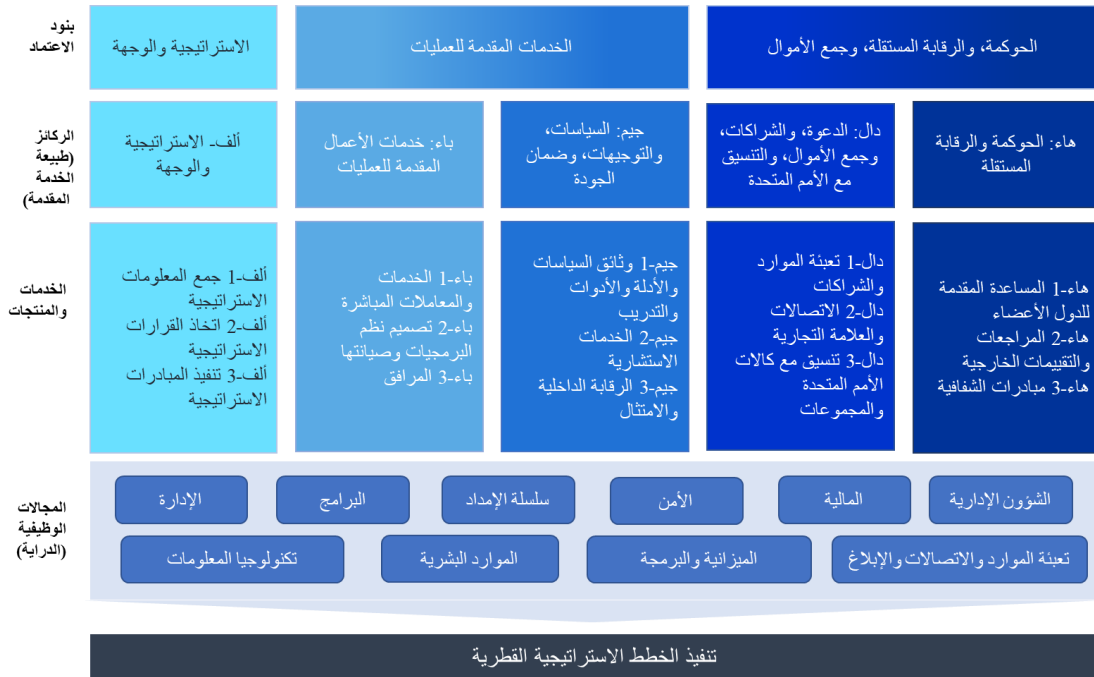 بنود
الاعتماد
الاستراتيجية والوجهة
الخدمات المقدمة للعمليات
الحوكمة، والرقابة المستقلة، وجمع الأموال
الركائز
(طبيعة
الخدمة
المقدمة)
ألف- الاستراتيجية
والوجهة
باء: خدمات الأعمال
المقدمة للعمليات
جيم: السياسات،
والتوجيهات، وضمان
الجودة
دال: الدعوة، والشراكات،
وجمع الأموال، والتنسيق
مع الأمم المتحدة
هاء: الحوكمة والرقابة
المستقلة
الخدمات
والمنتجات
ألف-1 جمع المعلومات
الاستراتيجية
ألف-2 اتخاذ القرارات
الاستراتيجية
ألف-3 تنفيذ المبادرات
الاستراتيجية
باء-1 الخدمات
والمعاملات المباشرة
باء-2 تصميم نظم
البرمجيات وصيانتها
باء-3 المرافق
جيم-1 وثائق السياسات
والأدلة والأدوات
والتدريب
جيم-2 الخدمات
الاستشارية
جيم-3 الرقابة الداخلية
والامتثال
دال-1 تعبئة الموارد
والشراكات
دال-2 الاتصالات
والعلامة التجارية
دال-3 تنسيق مع كالات
الأمم المتحدة
والمجموعات
هاء-1 المساعدة المقدمة
للدول الأعضاء
هاء-2 المراجعات
والتقييمات الخارجية
هاء-3 مبادرات الشفافية
المجالات
الوظيفية
(الدراية)
الإدارة
البرامج
سلسلة الإمداد
الأمن
المالية
الشؤون الإدارية
تكنولوجيا المعلومات
الموارد البشرية
الميزانية والبرمجة
تعبئة الموارد والاتصالات والإبلاغ
تنفيذ الخطط الاستراتيجية القطرية